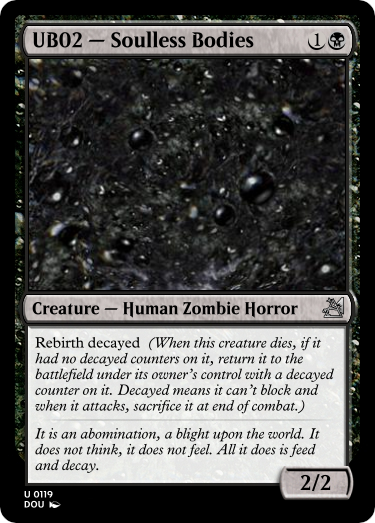 UB02 — Soulless Bodies 1
Creature — Human Zombie Horror
Rebirth decayed (When this creature dies, if it
had no decayed counters on it, return it to the
battlefield under its owner's control with a decayed
counter on it. Decayed means it can't block and
when it attacks, sacrifice it at end of combat.)
It is an abomination, a blight upon the world. It
does not think, it does not feel. All it does is feed
and decay.
2/2
U 0119
DOU